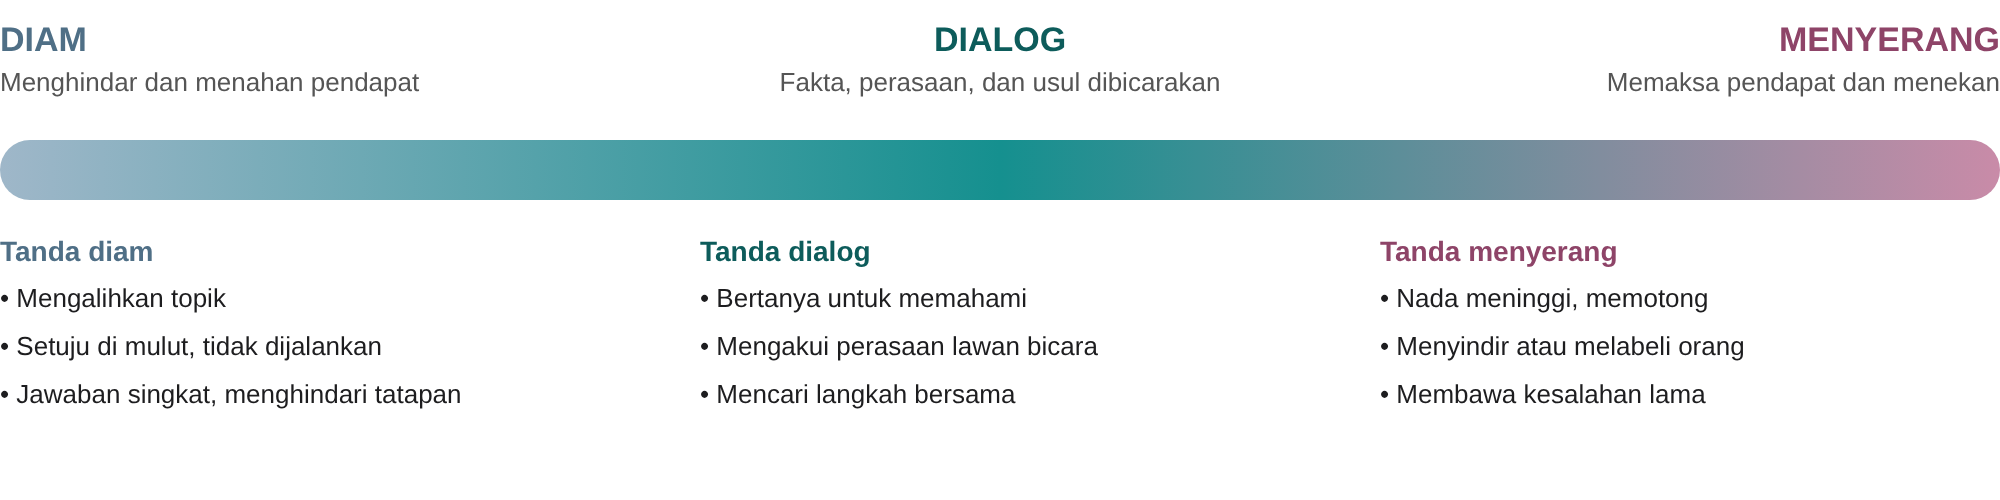 DIAM
Menghindar dan menahan pendapat
DIALOG
Fakta, perasaan, dan usul dibicarakan
MENYERANG
Memaksa pendapat dan menekan
Tanda diam
• Mengalihkan topik
• Setuju di mulut, tidak dijalankan
• Jawaban singkat, menghindari tatapan
Tanda dialog
• Bertanya untuk memahami
• Mengakui perasaan lawan bicara
• Mencari langkah bersama
Tanda menyerang
• Nada meninggi, memotong
• Menyindir atau melabeli orang
• Membawa kesalahan lama